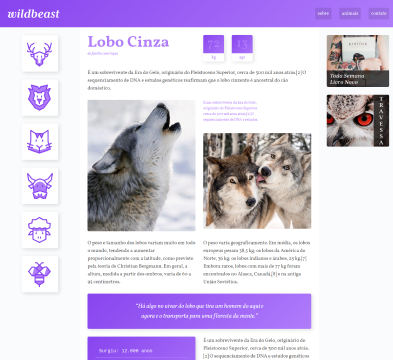 wildbeast
sobre
animais
contato
Lobo Cinza
72
kg
15
É um sobrevivente da Era do Gelo, originário do Pleistoceno Superior, cerca de 300 mil anos atrás.[2] O
sequenciamento de DNA e estudos genéticos reafirmam que o lobo cinzento é ancestral do cão
doméstico.
É um sobrevivente da Era do Gelo,
originário do Pleistoceno Superior,
cerca de 300 mil anos atrás.[2] O
sequenciamento de DNA e estudos
O peso e tamanho dos lobos variam muito em todo
o mundo, tendendo a aumentar
proporcionalmente com a latitude, como previsto
pela teoria de Christian Bergmann. Em geral, a
altura, medida a partir dos ombros, varia de 60 a
95 centímetros.
O peso varia geograficamente. Em média, os lobos
europeus pesam 38,5 kg; os lobos da América do
Norte, 36 kg; os lobos indianos e árabes, 25 kg.[7]
Embora raros, lobos com mais de 77 kg foram
encontrados no Alasca, Canadá,[8] e na antiga
União Soviética.
"Há algo no uivar do lobo que tira um homem do aqui e
agora e o transporta para uma floresta da mente."
Surgiu: 12.000 anos
É um sobrevivente da Era do Gelo, originário do
Pleistoceno Superior, cerca de 300 mil anos atrás.
[2] O sequenciamento de DNA e estudos genéticos
Toda Semana
Livro Novo
TRAVESSA